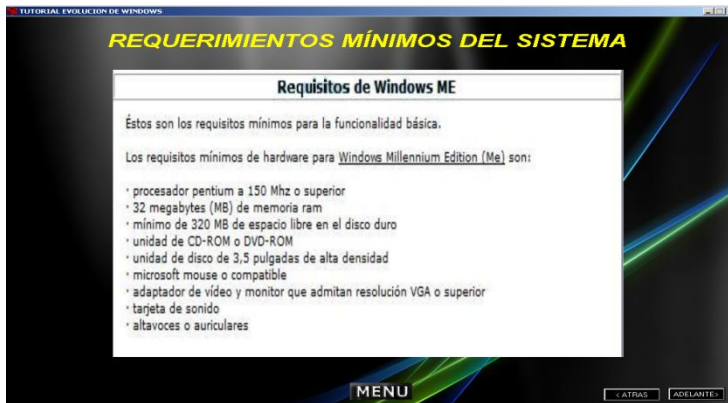 TUTORIAL EVOLUCION DE WINDOWS
REQUERIMIENTOS MÍNIMOS DEL SISTEMA
Requisitos de Windows ME
Éstos son los requisitos mínimos para la funcionalidad básica.
Los requisitos mínimos de hardware para Windows Millennium Edition (Me) son:
· procesador pentium a 150 Mhz o superior
· 32 megabytes (MB) de memoria ram
· mínimo de 320 MB de espacio libre en el disco duro
· unidad de CD-ROM o DVD-ROM
· unidad de disco de 3,5 pulgadas de alta densidad
· microsoft mouse o compatible
· adaptador de vídeo y monitor que admitan resolución VGA o superior
· tarjeta de sonido
· altavoces o auriculares
MENU
< ATRAS
ADELANTE>